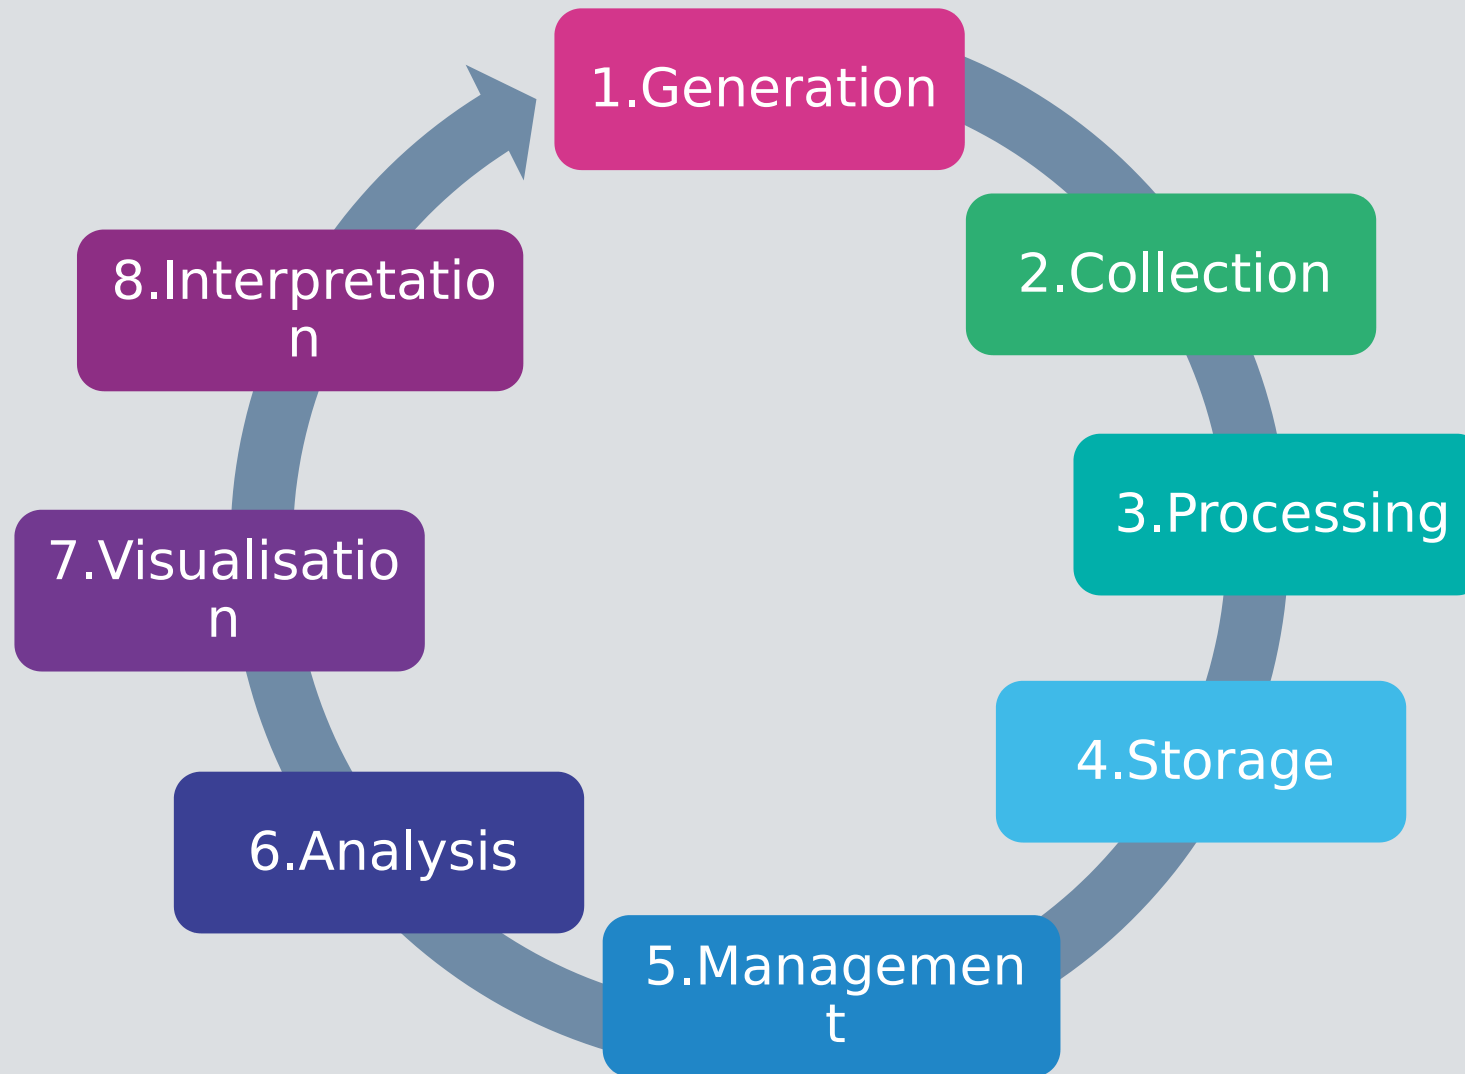 1.Generation
2.Collection
3.Processing
4.Storage
5.Managemen
t
6.Analysis
7.Visualisatio
n
8.Interpretatio
n